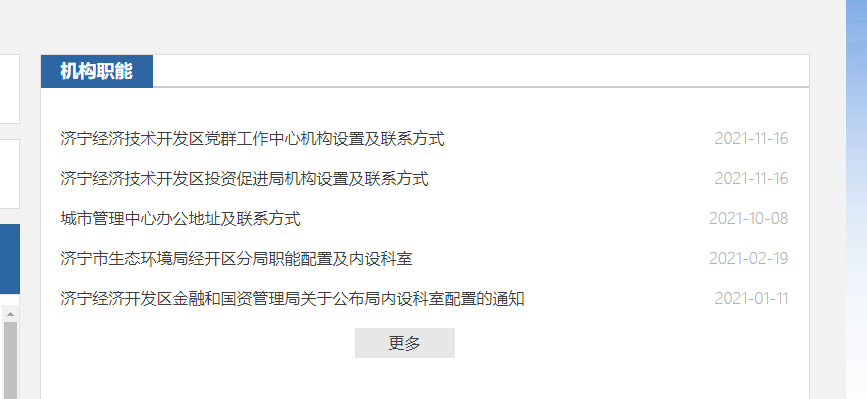 机构职能
济宁经济技术开发区党群工作中心机构设置及联系方式 2021-11-16
济宁经济技术开发区投资促进局机构设置及联系方式 2021-11-16
城市管理中心办公地址及联系方式 2021-10-08
济宁市生态环境局经开区分局职能配置及内设科室 2021-02-19
济宁经济开发区金融和国资管理局关于公布局内设科室配置的通知 2021-01-11
更多